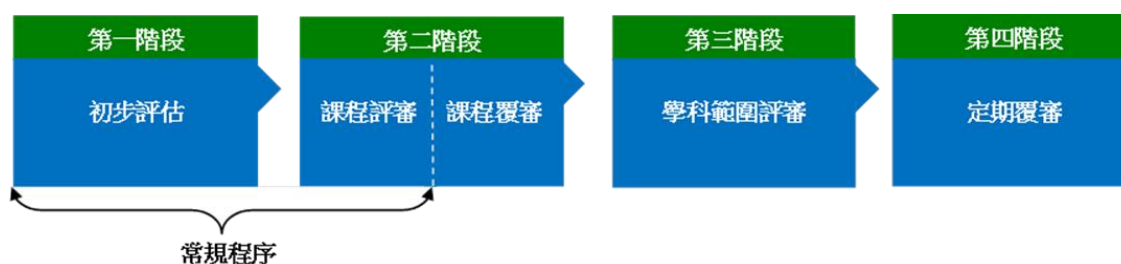 第一階段
初步評估
第二階段
課程評審
課程覆審
第三階段
學科範圍評審
第四階段
定期覆審
常規程序